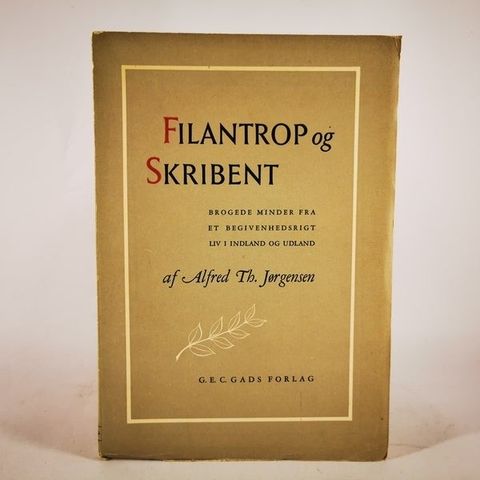 FILANTROP og
SKRIBENT
BROGEDE MINDER FRA
ET BEGIVENHEDSRIGT
LIV I INDLAND OG UDLAND
af Alfred Th. Jørgensen
G. E. C. GADS FORLAG